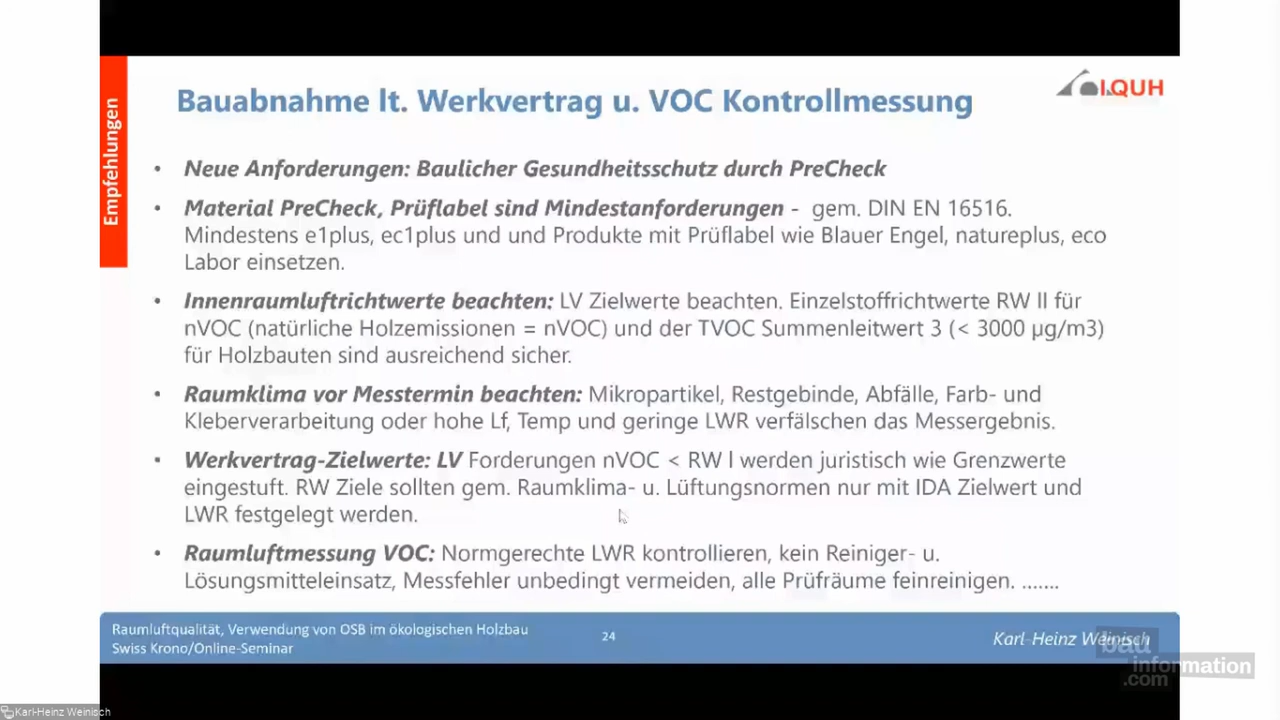 Empfehlungen
IQUH
Bauabnahme lt. Werkvertrag u. VOC Kontrollmessung
• Neue Anforderungen: Baulicher Gesundheitsschutz durch PreCheck
• Material PreCheck, Prüflabel sind Mindestanforderungen - gem. DIN EN 16516.
Mindestens e1plus, ec1plus und und Produkte mit Prüflabel wie Blauer Engel, natureplus, eco
Labor einsetzen.
• Innenraumluftrichtwerte beachten: LV Zielwerte beachten. Einzelstoffrichtwerte RW ll für
nVOC (natürliche Holzemissionen = nVOC) und der TVOC Summenleitwert 3 (< 3000 µg/m3)
für Holzbauten sind ausreichend sicher.
• Raumklima vor Messtermin beachten: Mikropartikel, Restgebinde, Abfälle, Farb- und
Kleberverarbeitung oder hohe Lf, Temp und geringe LWR verfälschen das Messergebnis.
• Werkvertrag-Zielwerte: LV Forderungen nVOC < RW l werden juristisch wie Grenzwerte
eingestuft. RW Ziele sollten gem. Raumklima- u. Lüftungsnormen nur mit IDA Zielwert und
LWR festgelegt werden.
• Raumluftmessung VOC: Normgerechte LWR kontrollieren, kein Reiniger- u.
Lösungsmitteleinsatz, Messfehler unbedingt vermeiden, alle Prüfräume feinreinigen. .......
Raumluftqualität, Verwendung von OSB im ökologischen Holzbau
Swiss Krono/Online-Seminar
24
Karl-Heinz Weinisch
bau
information
.com
Karl-Heinz Weinisch